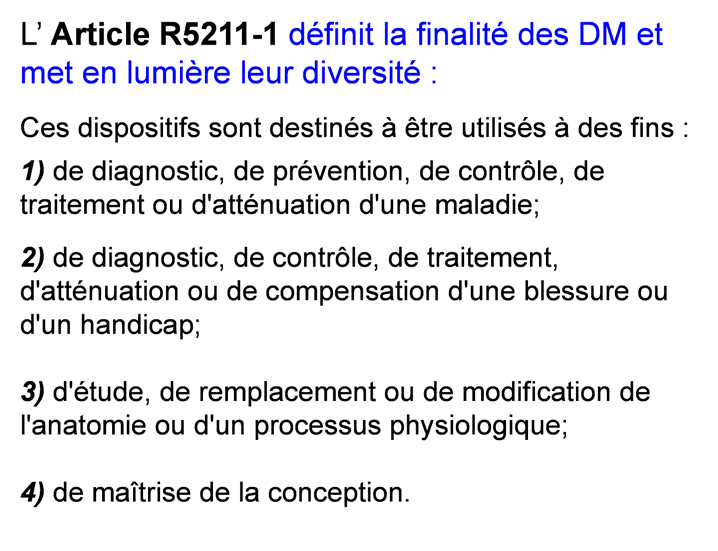 L’ Article R5211-1 définit la finalité des DM et
met en lumière leur diversité :
Ces dispositifs sont destinés à être utilisés à des fins :
1) de diagnostic, de prévention, de contrôle, de
traitement ou d'atténuation d'une maladie;
2) de diagnostic, de contrôle, de traitement,
d'atténuation ou de compensation d'une blessure ou
d'un handicap;
3) d'étude, de remplacement ou de modification de
l'anatomie ou d'un processus physiologique;
4) de maîtrise de la conception.